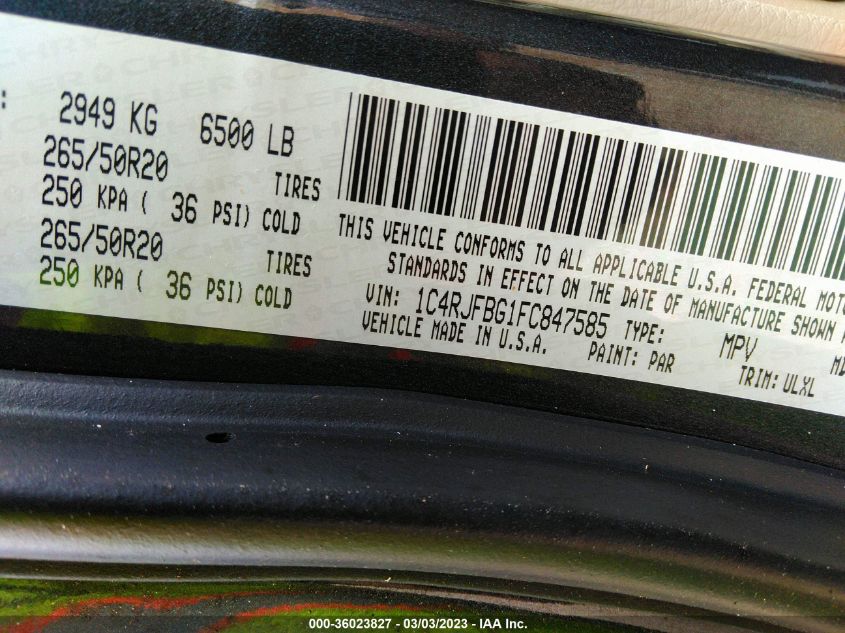 2949 KG 6500 LB
265/50R20 TIRES
250 KPA ( 36 PSI) COLD
265/50R20 TIRES
250 KPA ( 36 PSI) COLD
THIS VEHICLE CONFORMS TO ALL APPLICABLE U.S.A. FEDERAL
STANDARDS IN EFFECT ON THE DATE OF MANUFACTURE SHOWN
VIN: 1C4RJFBG1FC847585 TYPE: MPV
VEHICLE MADE IN U.S.A. PAINT: PAR TRIM: ULXL
000-36023827 - 03/03/2023 - IAA Inc.